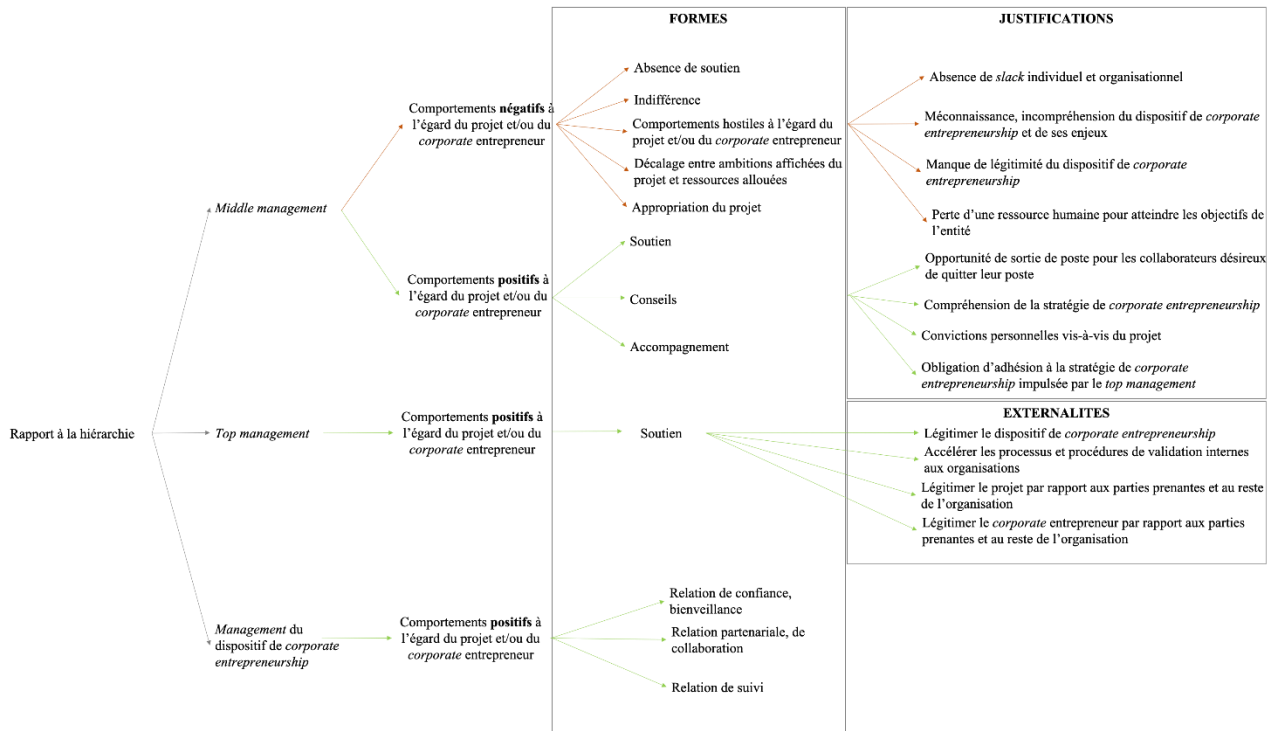 FORMES
JUSTIFICATIONS
Absence de soutien
Indifférence
Comportements hostiles à l'égard du
projet et/ou du corporate entrepreneur
Décalage entre ambitions affichées du
projet et ressources allouées
Appropriation du projet
Comportements négatifs à
l'égard du projet et/ou du
corporate entrepreneur
Absence de slack individuel et organisationnel
Méconnaissance, incompréhension du dispositif de corporate
entrepreneurship et de ses enjeux
Manque de légitimité du dispositif de corporate
entrepreneurship
Perte d'une ressource humaine pour atteindre les objectifs de
l'entité
Middle management
Comportements positifs à
l'égard du projet et/ou du
corporate entrepreneur
Soutien
Conseils
Accompagnement
Opportunité de sortie de poste pour les collaborateurs désireux
de quitter leur poste
Compréhension de la stratégie de corporate entrepreneurship
Convictions personnelles vis-à-vis du projet
Obligation d'adhésion à la stratégie de corporate
entrepreneurship impulsée par le top management
Rapport à la hiérarchie
Top management
Comportements positifs à
l'égard du projet et/ou du
corporate entrepreneur
Soutien
EXTERNALITES
Légitimer le dispositif de corporate entrepreneurship
Accélérer les processus et procédures de validation internes
aux organisations
Légitimer le projet par rapport aux parties prenantes et au reste
de l'organisation
Légitimer le corporate entrepreneur par rapport aux parties
prenantes et au reste de l'organisation
Management du
dispositif de corporate
entrepreneurship
Comportements positifs à
l'égard du projet et/ou du
corporate entrepreneur
Relation de confiance,
bienveillance
Relation partenariale, de
collaboration
Relation de suivi